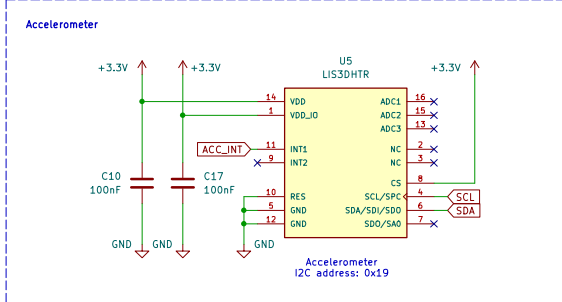 Accelerometer
+3.3V
+3.3V
U5
LIS3DHTR
+3.3V
14 VDD
1 VDD_IO
ACC_INT 11 INT1
9 INT2
10 RES
5 GND
12 GND
ADC1 16
ADC2 15
ADC3 13
NC 2
NC 3
CS 8
SCL/SPC 4 SCL
SDA/SDI/SDO 6 SDA
SDO/SA0 7
C10
100nF
C17
100nF
GND
GND
GND
Accelerometer
I2C address: 0x19